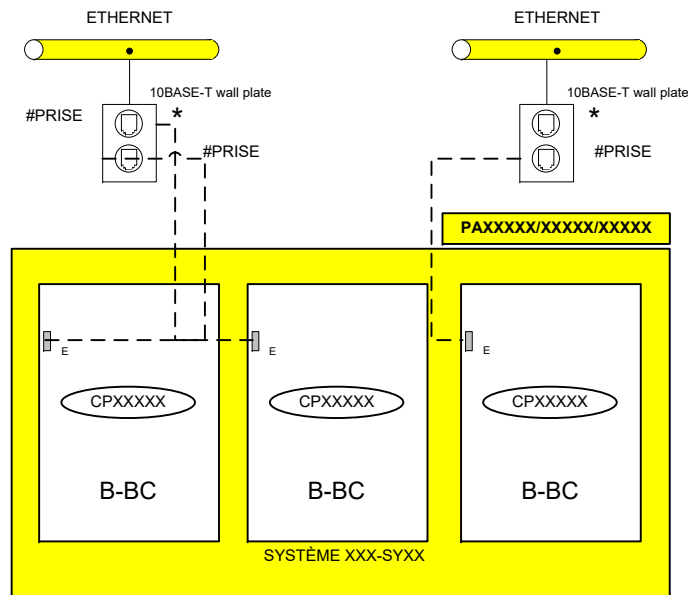 ETHERNET
ETHERNET
10BASE-T wall plate
10BASE-T wall plate
#PRISE
*
*
#PRISE
#PRISE
PAXXXXX/XXXXX/XXXXX
E
E
E
CPXXXXX
CPXXXXX
CPXXXXX
B-BC
B-BC
B-BC
SYSTÈME XXX-SYXX